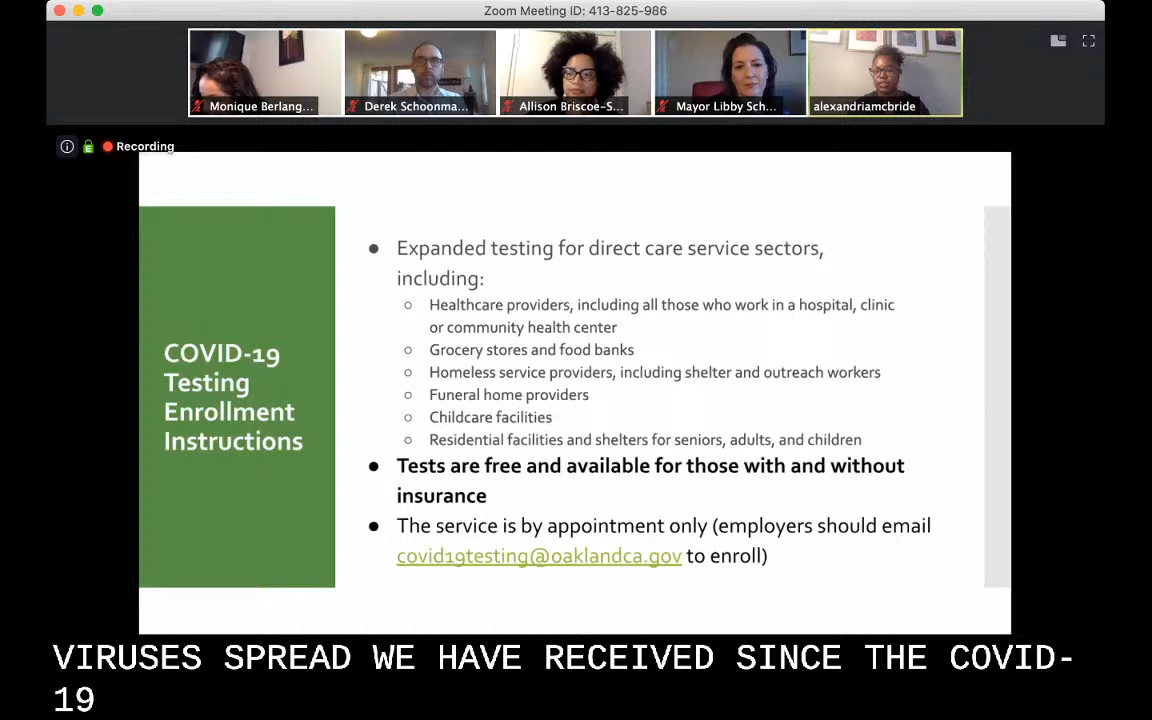 Zoom Meeting ID: 413-825-986
Monique Berlang...
Derek Schoonma...
Allison Briscoe-S...
Mayor Libby Sch...
alexandriamcbride
Recording
COVID-19
Testing
Enrollment
Instructions
● Expanded testing for direct care service sectors,
including:
○ Healthcare providers, including all those who work in a hospital, clinic
or community health center
○ Grocery stores and food banks
○ Homeless service providers, including shelter and outreach workers
○ Funeral home providers
○ Childcare facilities
○ Residential facilities and shelters for seniors, adults, and children
● Tests are free and available for those with and without
insurance
● The service is by appointment only (employers should email
covid19testing@oaklandca.gov to enroll)
VIRUSES SPREAD WE HAVE RECEIVED SINCE THE COVID-
19